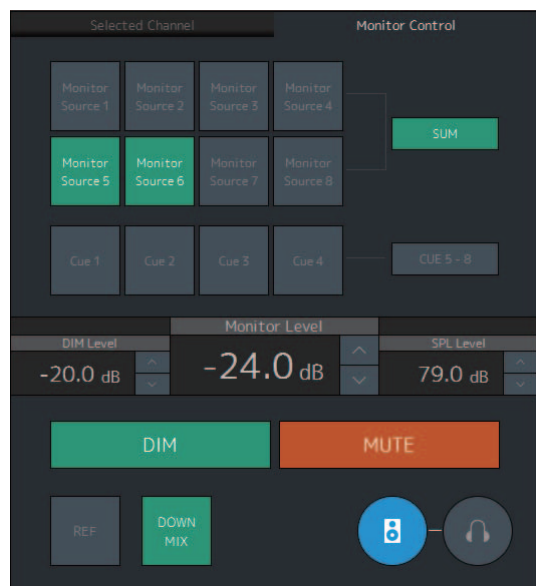 Selected Channel
Monitor Control
Monitor Monitor Monitor Monitor
Source 1 Source 2 Source 3 Source 4
SUM
Monitor Monitor Monitor Monitor
Source 5 Source 6 Source 7 Source 8
Cue 1 Cue 2 Cue 3 Cue 4 CUE 5 - 8
Monitor Level
DIM Level
SPL Level
-20.0 dB
-24.0 dB
79.0 dB
DIM
MUTE
REF
DOWN
MIX